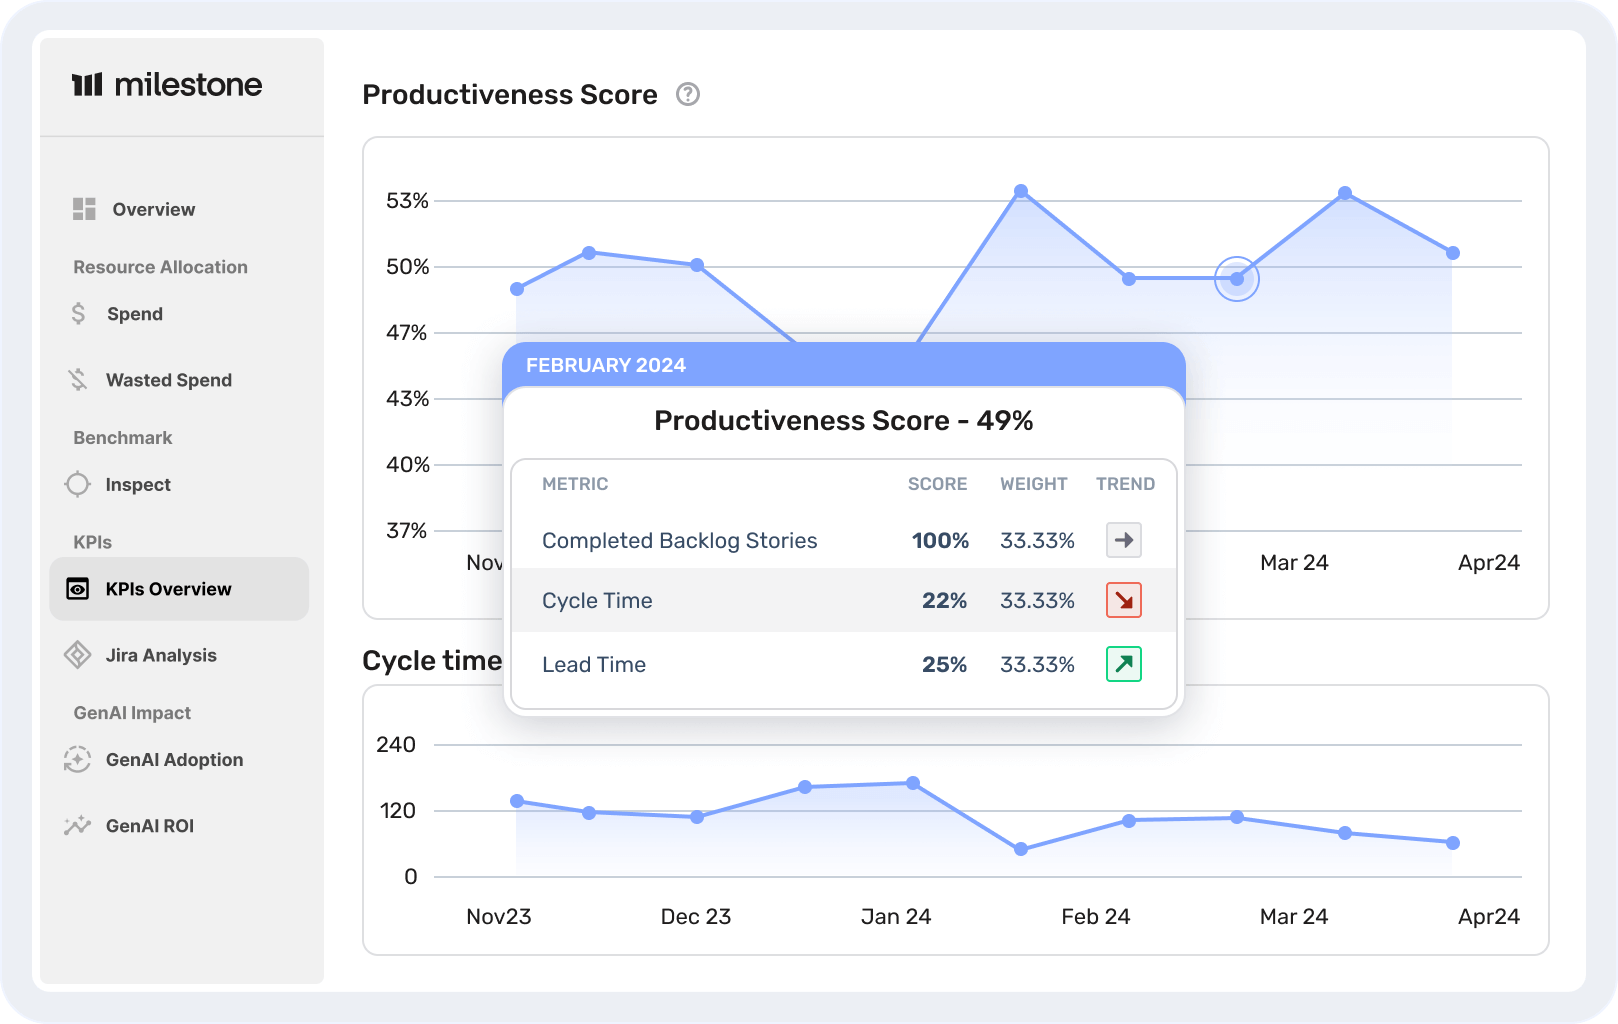 milestone
Overview
Resource Allocation
Spend
Wasted Spend
Benchmark
Inspect
KPIs
KPIs Overview
Jira Analysis
GenAI Impact
GenAI Adoption
GenAI ROI
Productiveness Score ?
53%
50%
47%
43%
40%
37%
Nov
Mar 24
Apr24
FEBRUARY 2024
Productiveness Score - 49%
METRIC SCORE WEIGHT TREND
Completed Backlog Stories 100% 33.33%
Cycle Time 22% 33.33%
Lead Time 25% 33.33%
Cycle time
240
120
0
Nov23 Dec 23 Jan 24 Feb 24 Mar 24 Apr24